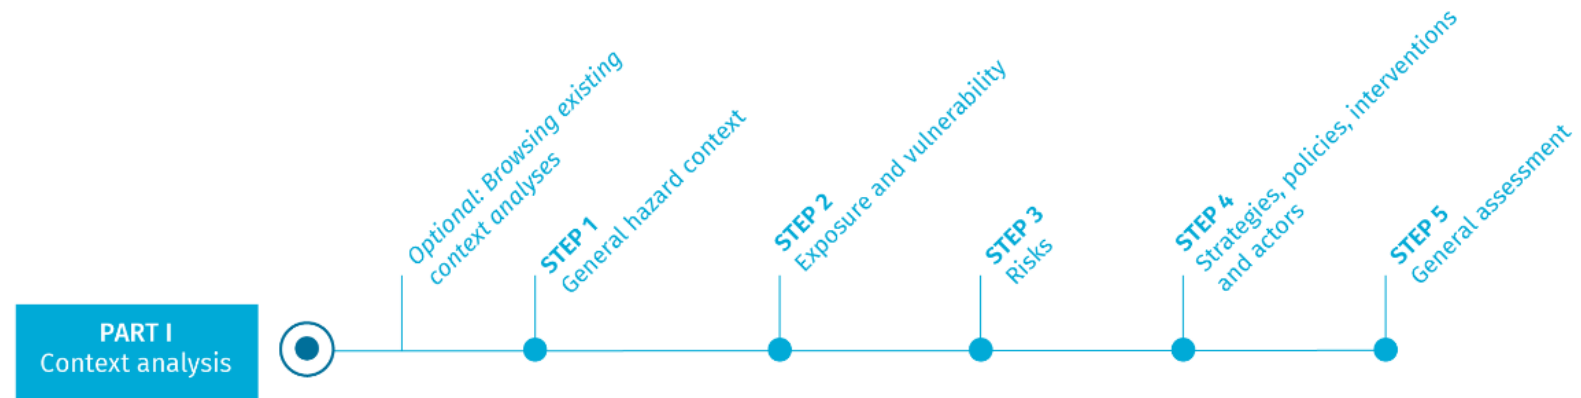 PART I
Context analysis
Optional: Browsing existing
context analyses
STEP 1
General hazard context
STEP 2
Exposure and vulnerability
STEP 3
Risks
STEP 4
Strategies, policies, interventions
and actors
STEP 5
General assessment